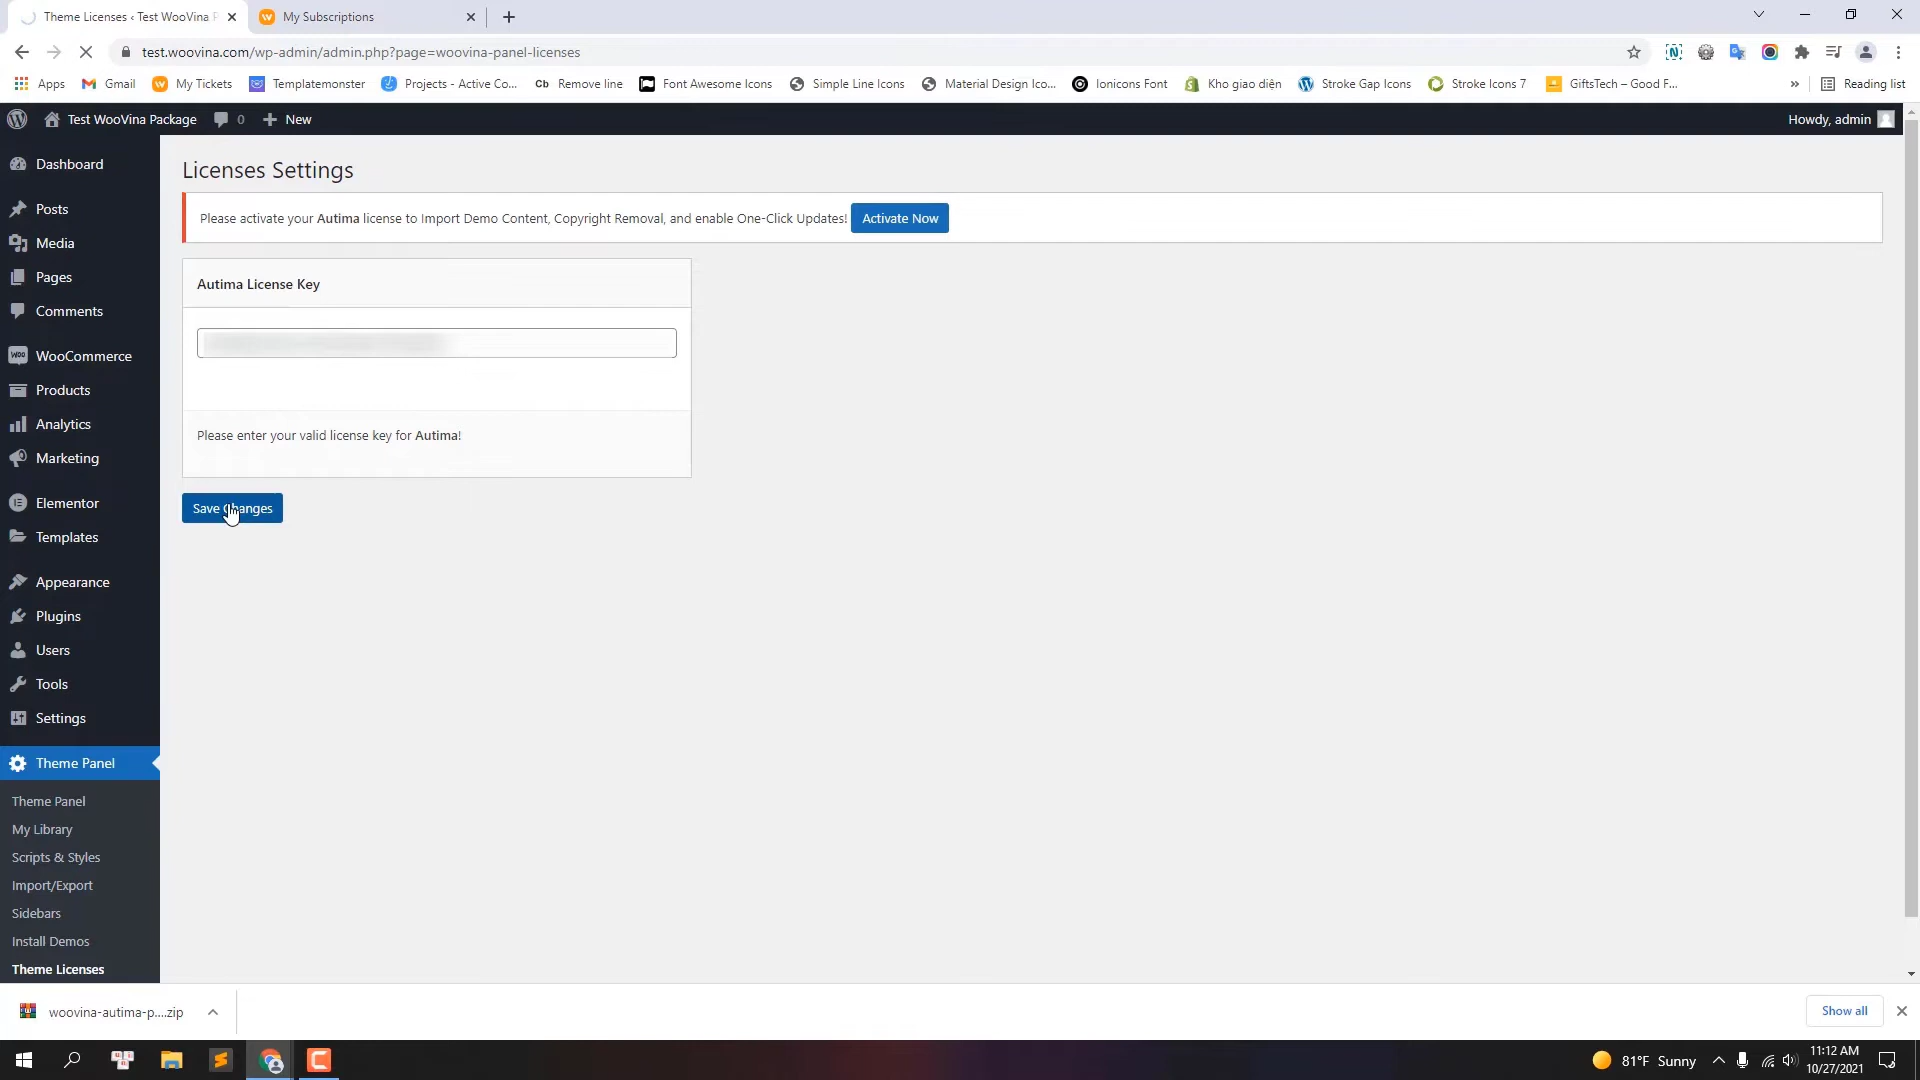 Theme Licenses ‹ Test WooVina P
My Subscriptions
test.woovina.com/wp-admin/admin.php?page=woovina-panel-licenses
Apps
Gmail
My Tickets
Templatemonster
Projects - Active Co...
Cb Remove line
Font Awesome Icons
Simple Line Icons
Material Design Ico...
Ionicons Font
Kho giao diện
Stroke Gap Icons
Stroke Icons 7
GiftsTech – Good F...
»
Reading list
Test WooVina Package
0
New
Howdy, admin
Dashboard
Posts
Media
Pages
Comments
WooCommerce
Products
Analytics
Marketing
Elementor
Templates
Appearance
Plugins
Users
Tools
Settings
Theme Panel
Theme Panel
My Library
Scripts & Styles
Import/Export
Sidebars
Install Demos
Theme Licenses
Licenses Settings
Please activate your Autima license to Import Demo Content, Copyright Removal, and enable One-Click Updates! Activate Now
Autima License Key
Please enter your valid license key for Autima!
Save Changes
woovina-autima-p....zip
Show all
81°F Sunny
11:12 AM
10/27/2021